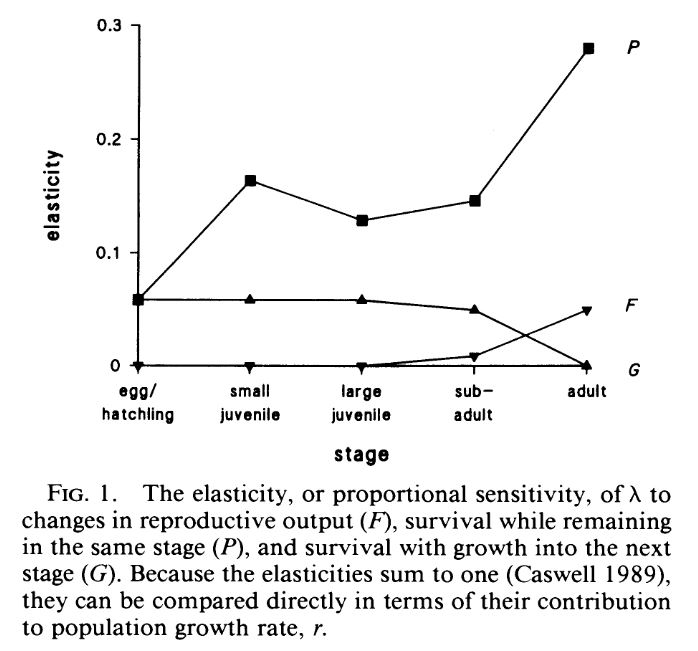 0.3
P
0.2
elasticity
0.1
F
0
G
egg/
hatchling
small
juvenile
large
juvenile
sub-
adult
adult
stage
FIG. 1. The elasticity, or proportional sensitivity, of λ to
changes in reproductive output (F), survival while remaining
in the same stage (P), and survival with growth into the next
stage (G). Because the elasticities sum to one (Caswell 1989),
they can be compared directly in terms of their contribution
to population growth rate, r.